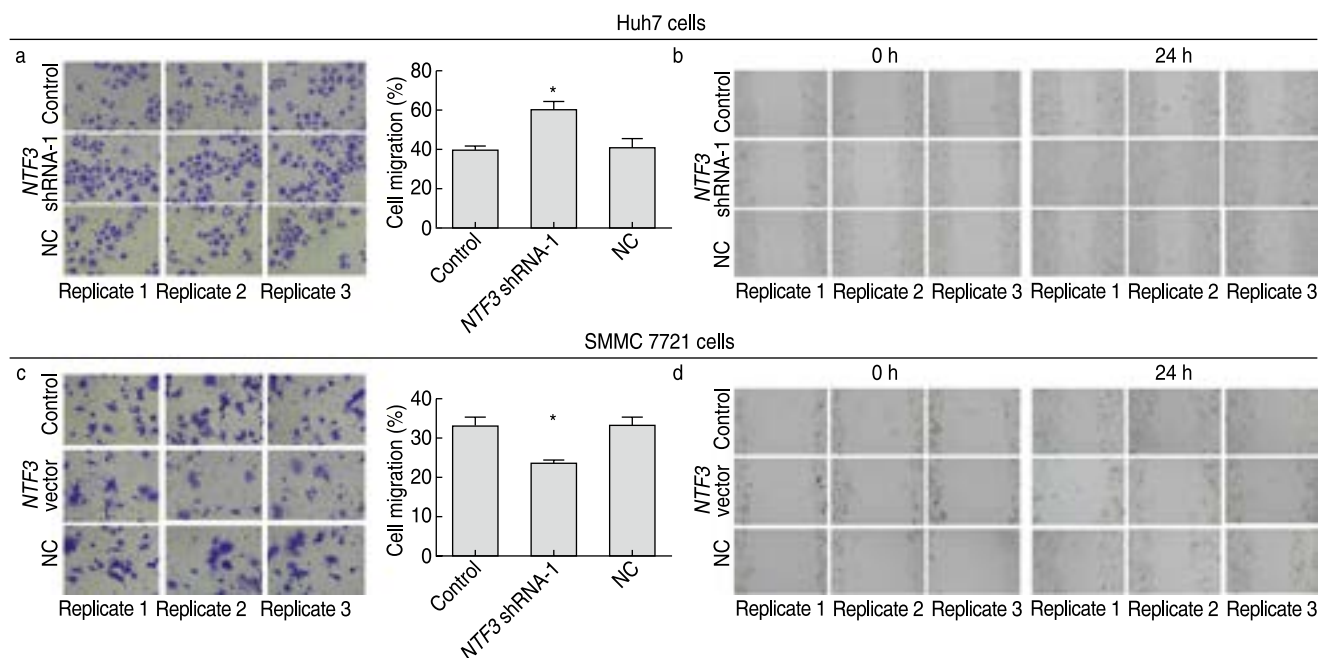 Huh7 cells
a
Control
NTF3
shRNA-1
NC
Replicate 1
Replicate 2
Replicate 3
Cell migration (%)
80
60
40
20
0
*
Control
NTF3 shRNA-1
NC
b
0 h
24 h
Control
NTF3
shRNA-1
NC
Replicate 1
Replicate 2
Replicate 3
Replicate 1
Replicate 2
Replicate 3
SMMC 7721 cells
c
Control
NTF3
vector
NC
Replicate 1
Replicate 2
Replicate 3
Cell migration (%)
40
30
20
10
0
*
Control
NTF3 shRNA-1
NC
d
0 h
24 h
Control
NTF3
vector
NC
Replicate 1
Replicate 2
Replicate 3
Replicate 1
Replicate 2
Replicate 3